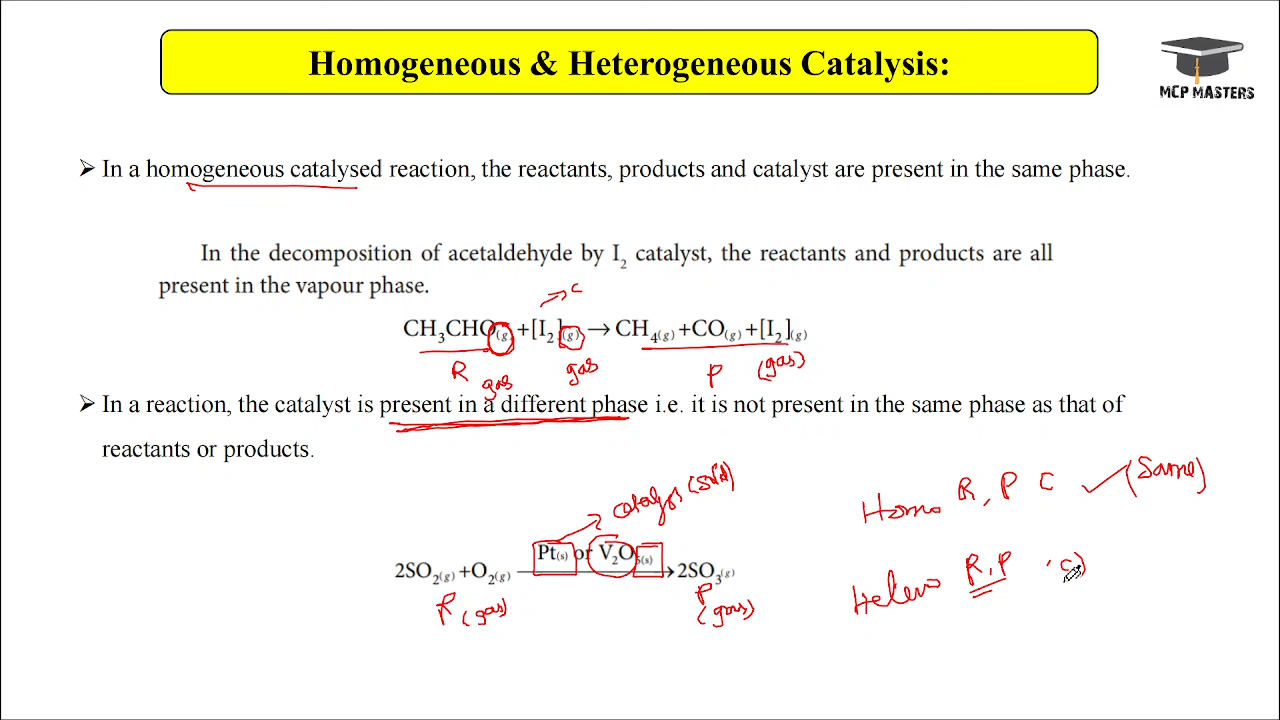 Homogeneous & Heterogeneous Catalysis:
MCP MASTERS
➢ In a homogeneous catalysed reaction, the reactants, products and catalyst are present in the same phase.
In the decomposition of acetaldehyde by I₂ catalyst, the reactants and products are all
present in the vapour phase.
C
CH₃CHO(g) +[I₂](g) → CH₄(g)+CO(g)+[I₂](g)
R gas gas P (gas)
➢ In a reaction, the catalyst is present in a different phase i.e. it is not present in the same phase as that of
reactants or products.
catalys (solid)
Homo R, P C ✓ (Same)
Pt(s) or V₂O₅(s)
2SO₂(g)+O₂(g) → 2SO₃(g)
Hetero R, P C)
R (gas) P (gas)